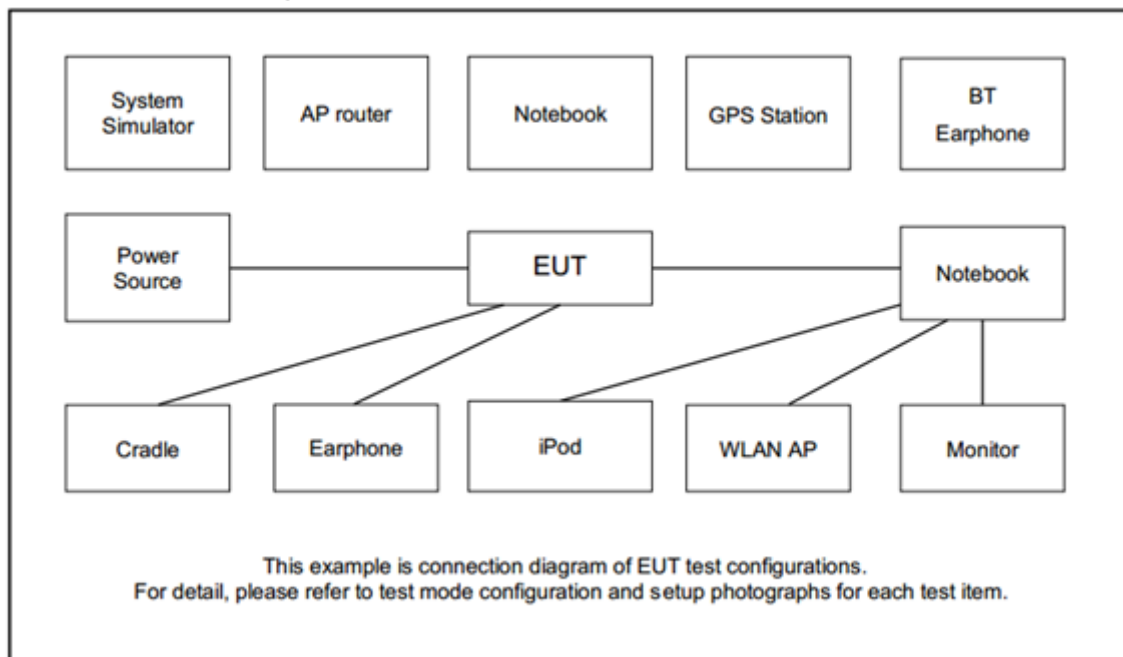 System
Simulator
AP router
Notebook
GPS Station
BT
Earphone
Power
Source
EUT
Notebook
Cradle
Earphone
iPod
WLAN AP
Monitor
This example is connection diagram of EUT test configurations.
For detail, please refer to test mode configuration and setup photographs for each test item.